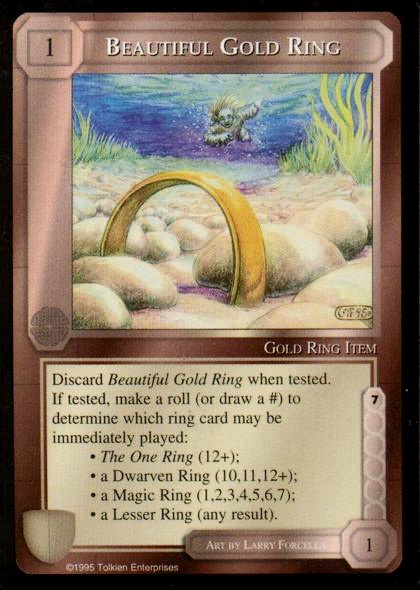 1
BEAUTIFUL GOLD RING
GOLD RING ITEM
Discard Beautiful Gold Ring when tested.
If tested, make a roll (or draw a #) to
determine which ring card may be
immediately played:
• The One Ring (12+);
• a Dwarven Ring (10,11,12+);
• a Magic Ring (1,2,3,4,5,6,7);
• a Lesser Ring (any result).
7
ART BY LARRY FORCELLA
1
©1995 Tolkien Enterprises